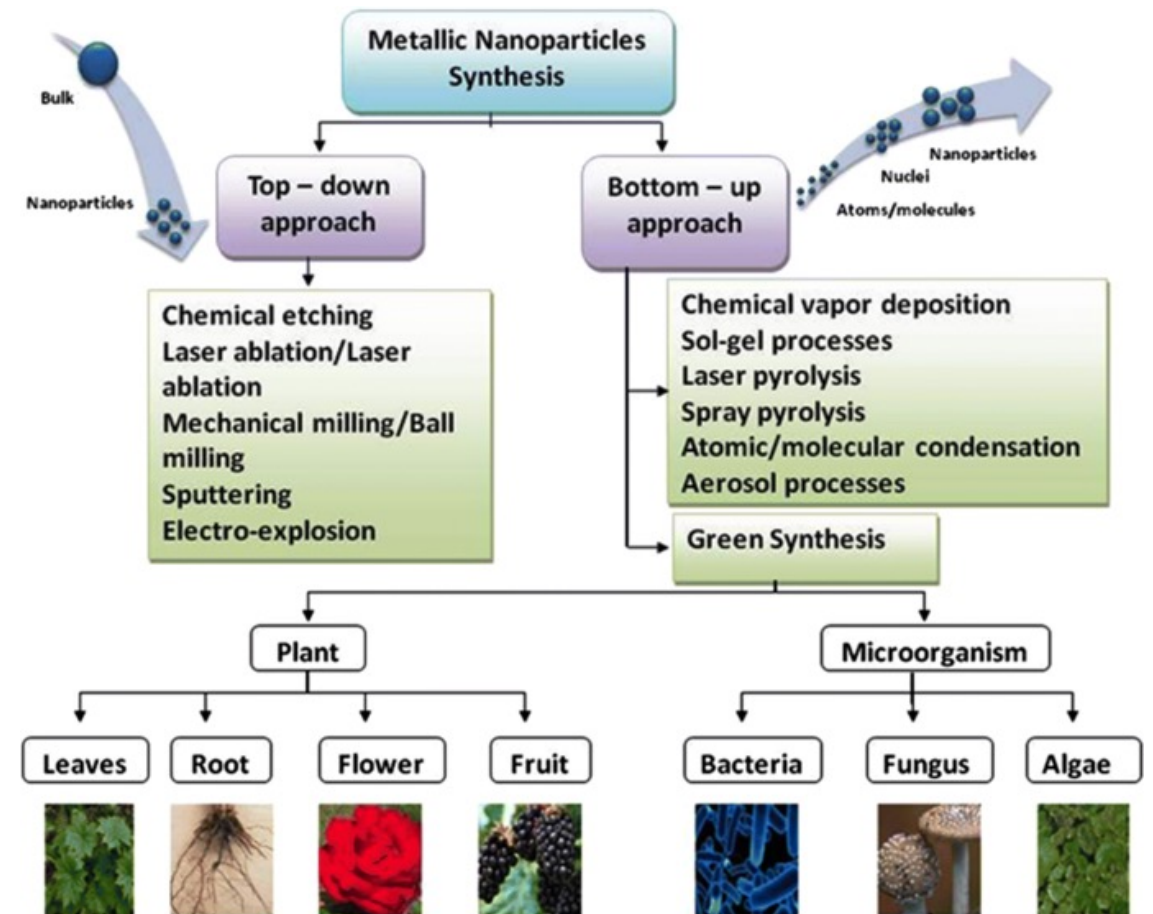 Metallic Nanoparticles
Synthesis
Bulk
Nanoparticles
Top – down
approach
Bottom – up
approach
Nanoparticles
Nuclei
Atoms/molecules
Chemical etching
Laser ablation/Laser
ablation
Mechanical milling/Ball
milling
Sputtering
Electro-explosion
Chemical vapor deposition
Sol-gel processes
Laser pyrolysis
Spray pyrolysis
Atomic/molecular condensation
Aerosol processes
Green Synthesis
Plant
Microorganism
Leaves
Root
Flower
Fruit
Bacteria
Fungus
Algae